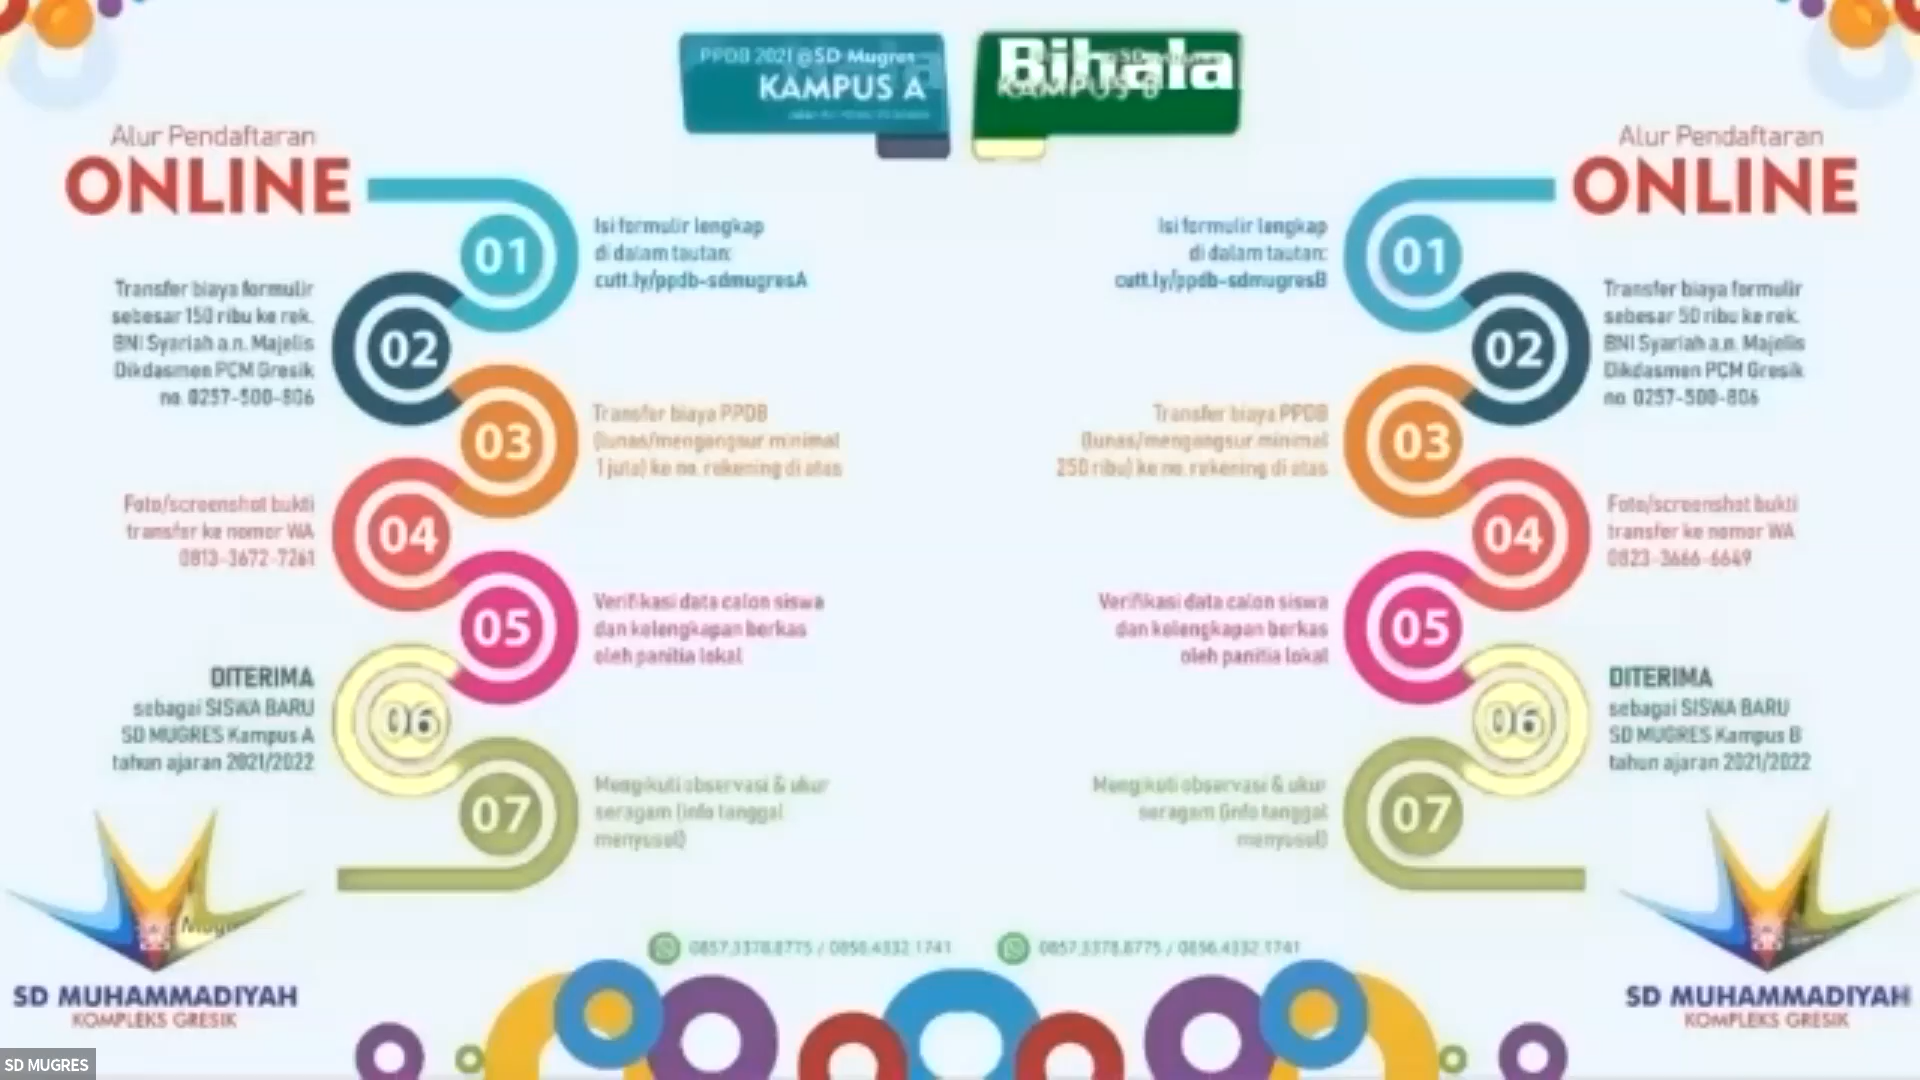 PPDB 2021 @SD Mugres
KAMPUS A
Bihala
KAMPUS B
Alur Pendaftaran
ONLINE
01
Isi formulir lengkap
di dalam tautan:
cutt.ly/ppdb-sdmugresA
Transfer biaya formulir
sebesar 150 ribu ke rek.
BNI Syariah a.n. Majelis
Dikdasmen PCM Gresik
no. 0257-500-806
02
03
Transfer biaya PPDB
(lunas/mengangsur minimal
1 juta) ke no. rekening di atas
Foto/screenshot bukti
transfer ke nomor WA
0813-3672-7261
04
05
Verifikasi data calon siswa
dan kelengkapan berkas
oleh panitia lokal
DITERIMA
sebagai SISWA BARU
SD MUGRES Kampus A
tahun ajaran 2021/2022
06
07
Mengikuti observasi & ukur
seragam (info tanggal
menyusul)
SD MUHAMMADIYAH
KOMPLEKS GRESIK
0857.3378.8775 / 0856.4332.1741
Alur Pendaftaran
ONLINE
Isi formulir lengkap
di dalam tautan:
cutt.ly/ppdb-sdmugresB
01
02
Transfer biaya formulir
sebesar 50 ribu ke rek.
BNI Syariah a.n. Majelis
Dikdasmen PCM Gresik
no. 0257-500-806
Transfer biaya PPDB
(lunas/mengangsur minimal
250 ribu) ke no. rekening di atas
03
04
Foto/screenshot bukti
transfer ke nomor WA
0823-3666-6649
Verifikasi data calon siswa
dan kelengkapan berkas
oleh panitia lokal
05
06
DITERIMA
sebagai SISWA BARU
SD MUGRES Kampus B
tahun ajaran 2021/2022
Mengikuti observasi & ukur
seragam (info tanggal
menyusul)
07
0857.3378.8775 / 0856.4332.1741
SD MUHAMMADIYAH
KOMPLEKS GRESIK
SD MUGRES